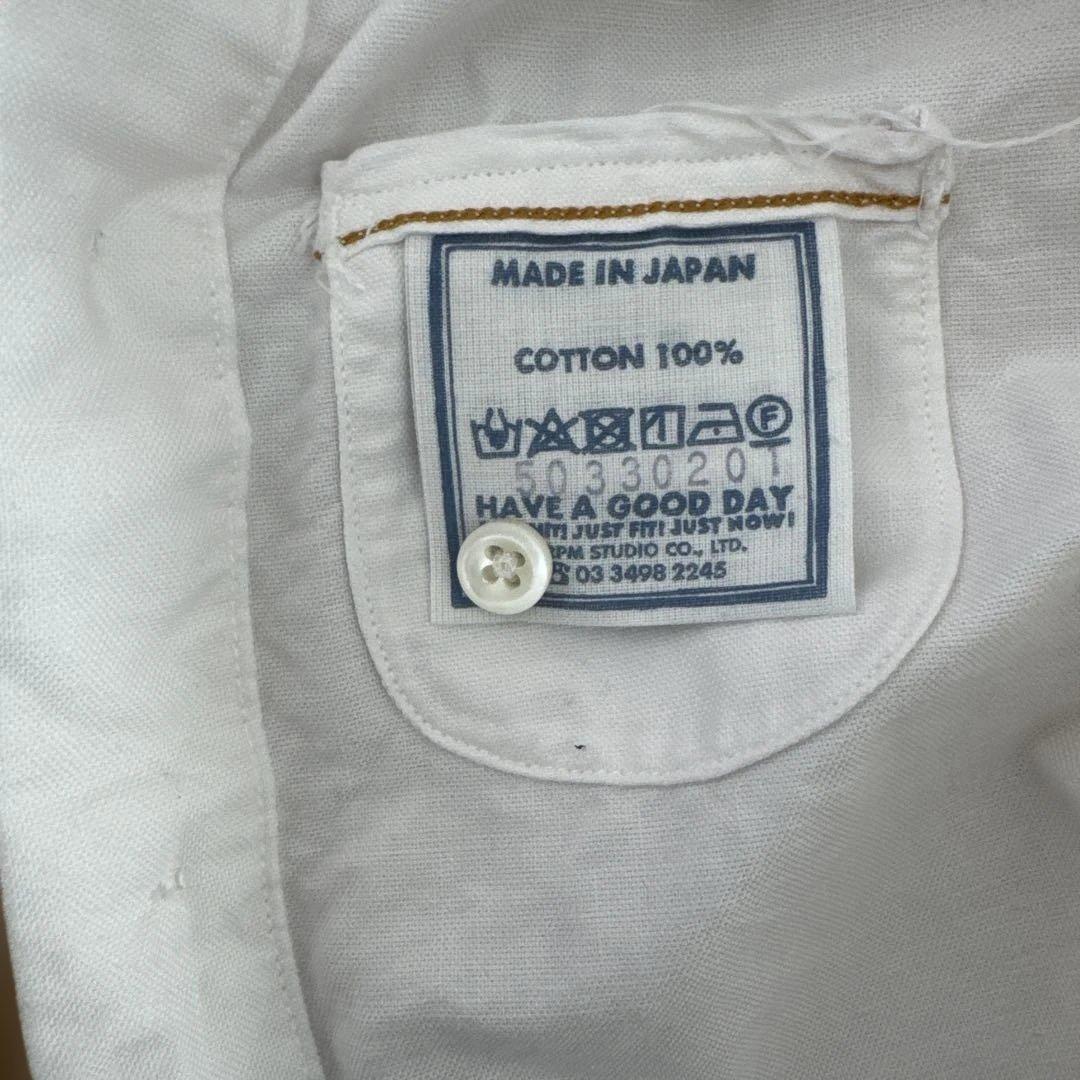 MADE IN JAPAN
COTTON 100%
F
50330201
HAVE A GOOD DAY
JUST FIT! JUST NOW!
RPM STUDIO CO., LTD.
☎ 03 3498 2245